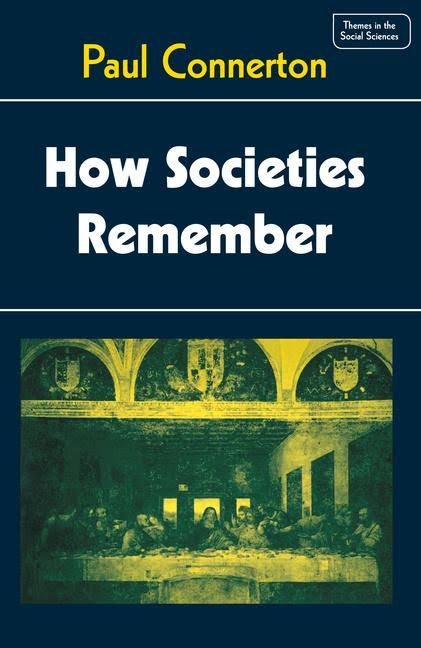 Themes in the
Social Sciences
Paul Connerton
How Societies
Remember